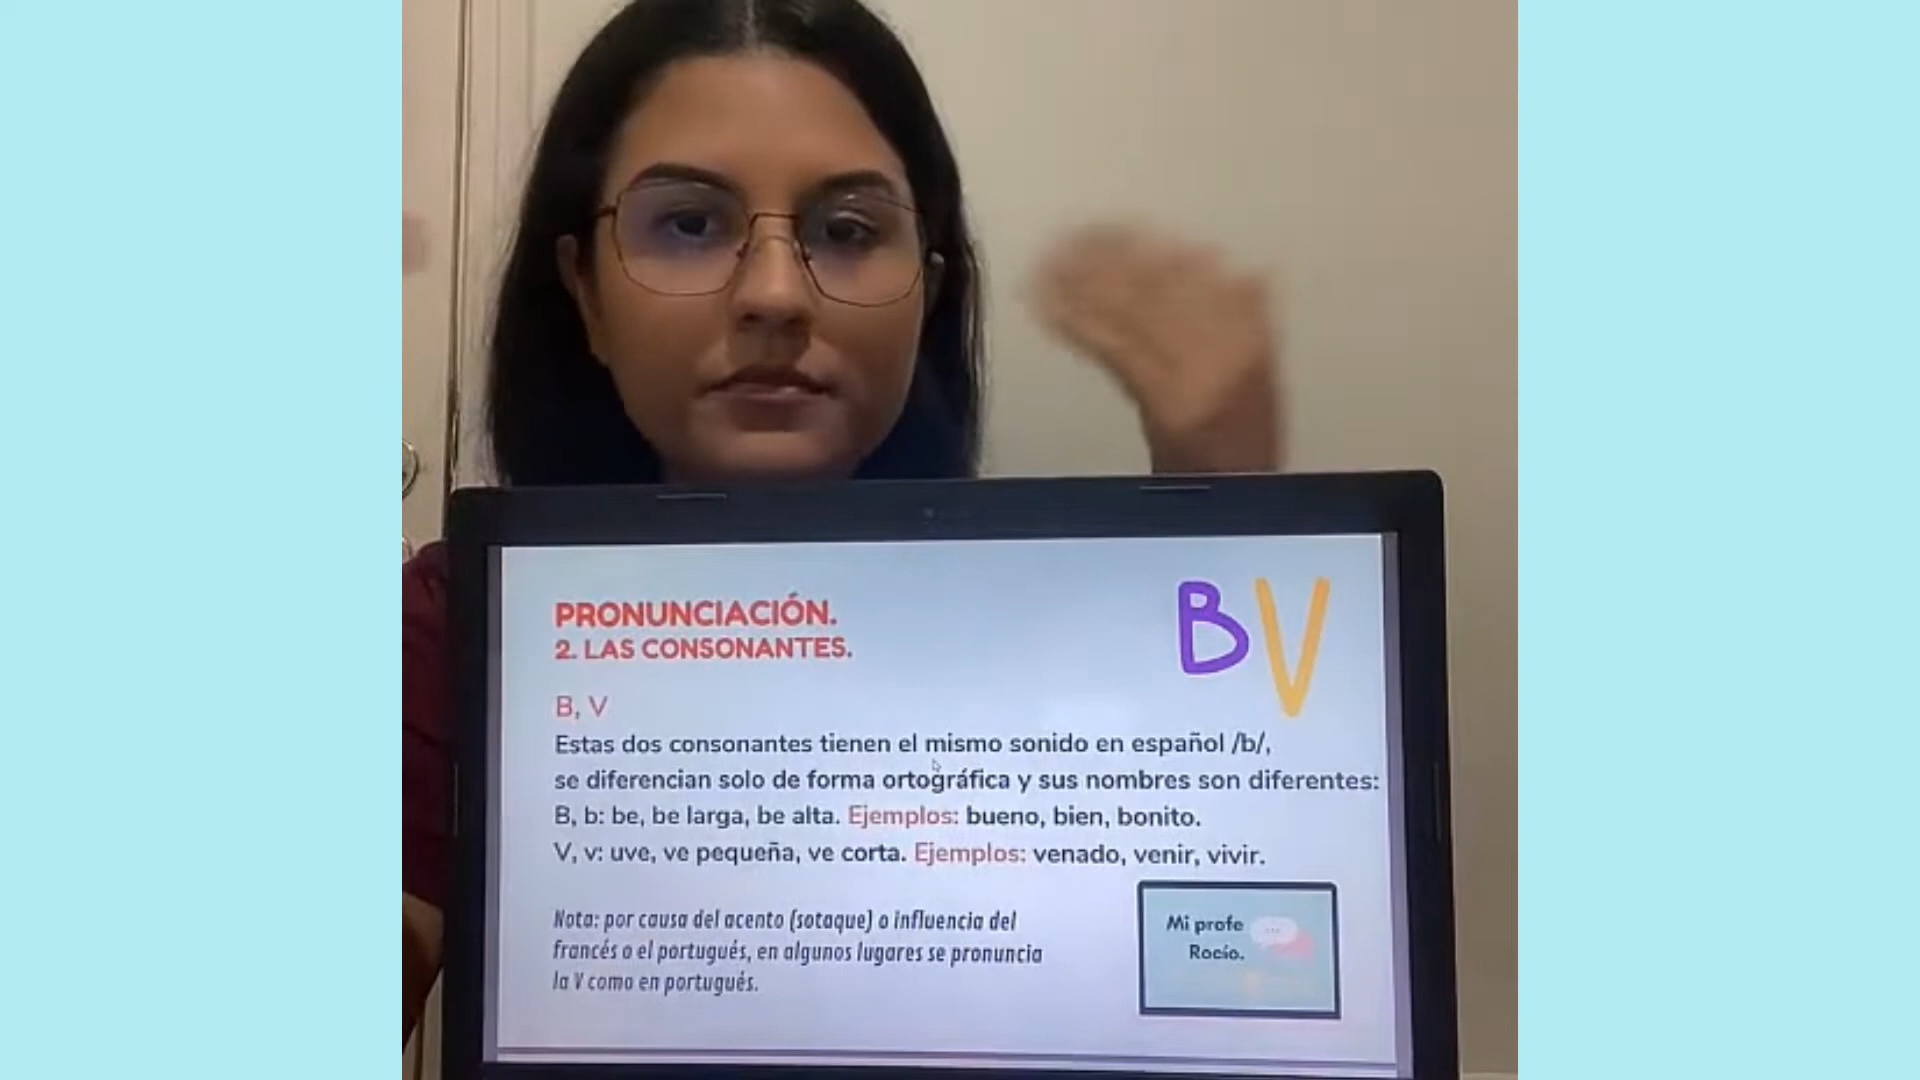 PRONUNCIACIÓN.
2. LAS CONSONANTES.
B V
B, V
Estas dos consonantes tienen el mismo sonido en español /b/,
se diferencian solo de forma ortográfica y sus nombres son diferentes:
B, b: be, be larga, be alta. Ejemplos: bueno, bien, bonito.
V, v: uve, ve pequeña, ve corta. Ejemplos: venado, venir, vivir.
Nota: por causa del acento (sotaque) o influencia del
francés o el portugués, en algunos lugares se pronuncia
la V como en portugués.
Mi profe
Rocío.